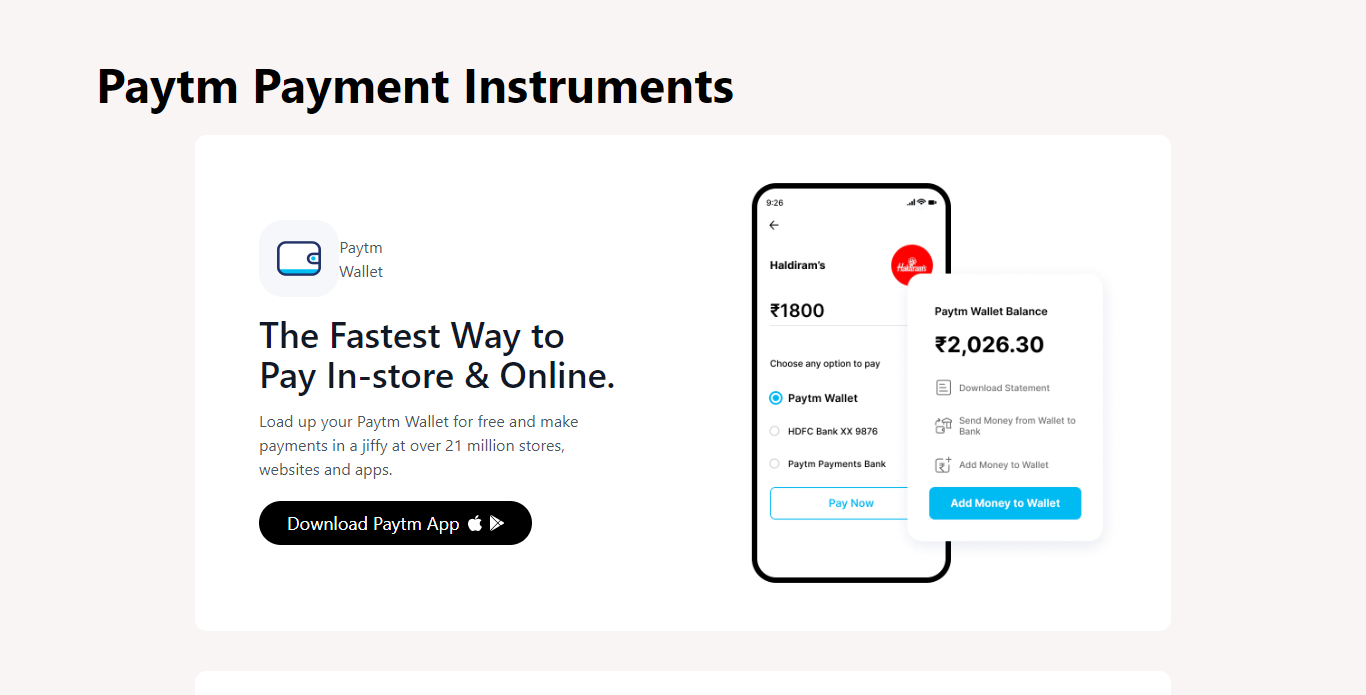 Paytm Payment Instruments
Paytm
Wallet
The Fastest Way to
Pay In-store & Online.
Load up your Paytm Wallet for free and make
payments in a jiffy at over 21 million stores,
websites and apps.
Download Paytm App
9:26
Haldiram's
Haldiram's
₹1800
Choose any option to pay
Paytm Wallet
HDFC Bank XX 9876
Paytm Payments Bank
Pay Now
Paytm Wallet Balance
₹2,026.30
Download Statement
Send Money from Wallet to
Bank
Add Money to Wallet
Add Money to Wallet